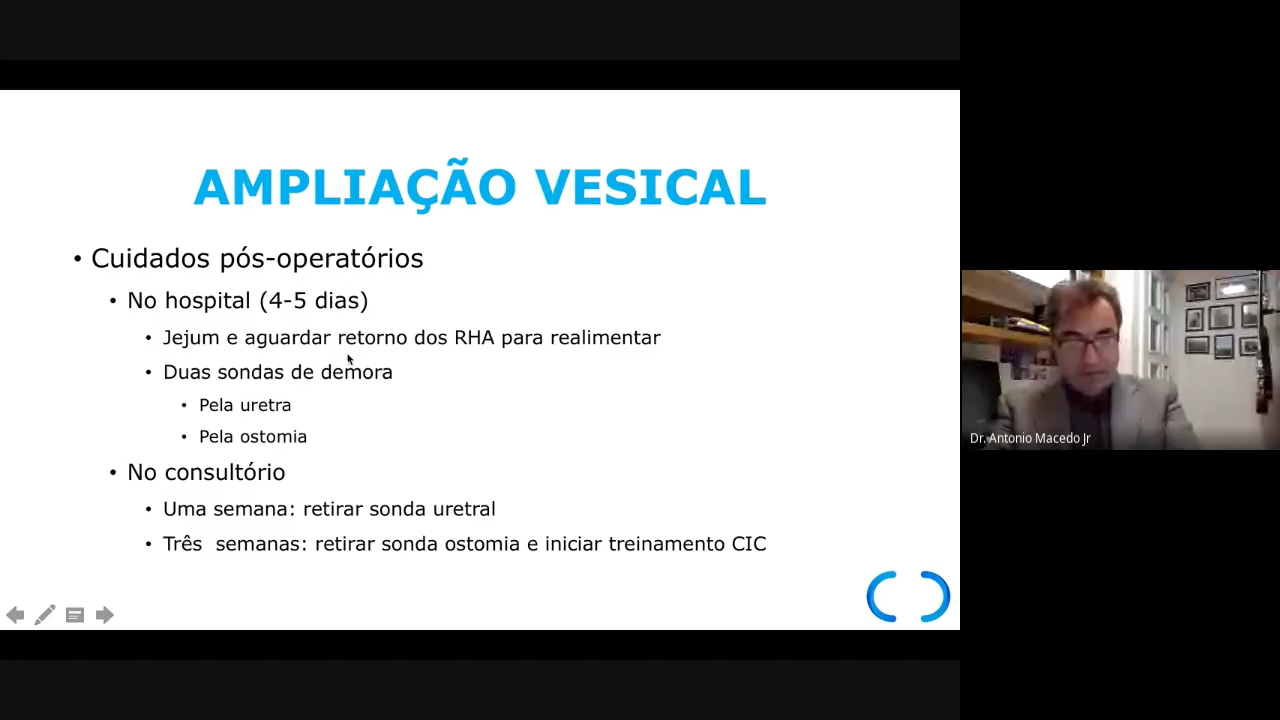 AMPLIAÇÃO VESICAL
• Cuidados pós-operatórios
• No hospital (4-5 dias)
• Jejum e aguardar retorno dos RHA para realimentar
• Duas sondas de demora
• Pela uretra
• Pela ostomia
• No consultório
• Uma semana: retirar sonda uretral
• Três  semanas: retirar sonda ostomia e iniciar treinamento CIC
Dr. Antonio Macedo Jr